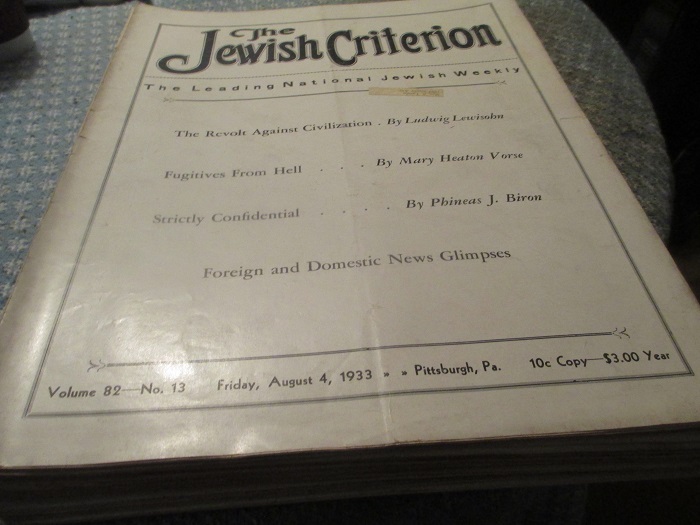 The
Jewish Criterion
The Leading National Jewish Weekly
The Revolt Against Civilization . By Ludwig Lewisohn
Fugitives From Hell . . . By Mary Heaton Vorse
Strictly Confidential . . . . By Phineas J. Biron
Foreign and Domestic News Glimpses
Volume 82—No. 13 Friday, August 4, 1933 » » Pittsburgh, Pa. 10c Copy—$3.00 Year